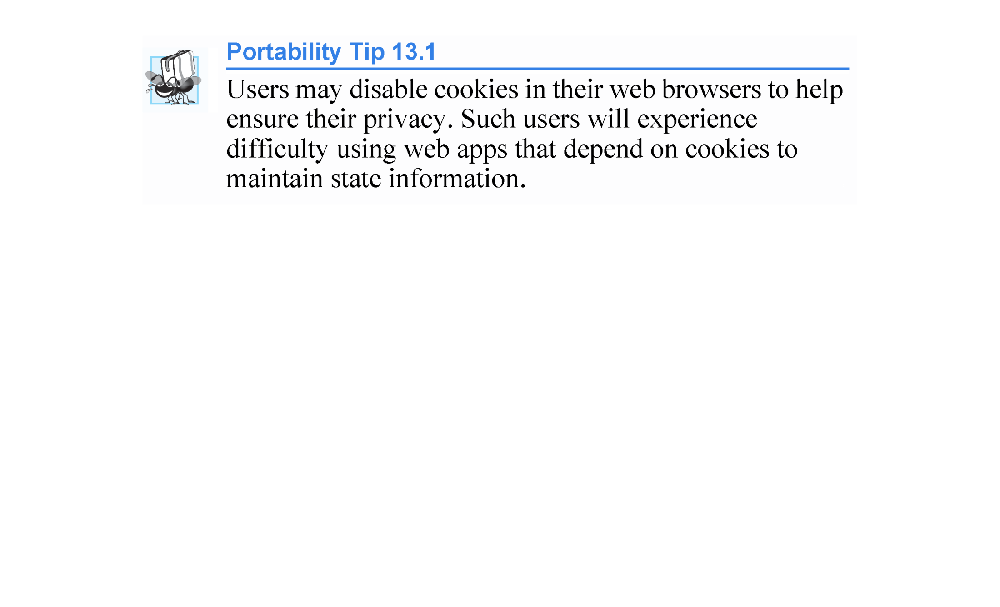 Portability Tip 13.1
Users may disable cookies in their web browsers to help
ensure their privacy. Such users will experience
difficulty using web apps that depend on cookies to
maintain state information.